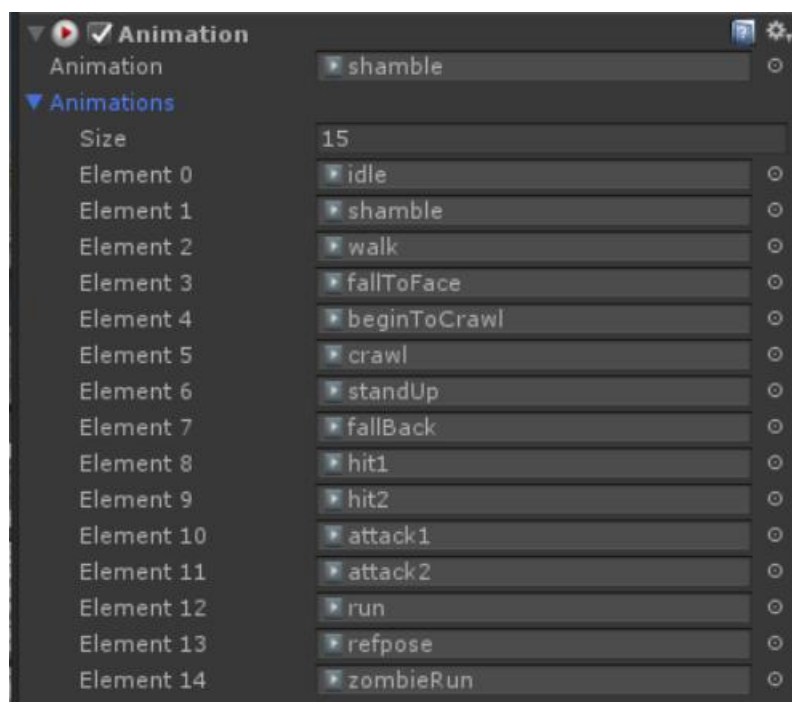 Animation
Animation shamble
Animations
Size 15
Element 0 idle
Element 1 shamble
Element 2 walk
Element 3 fallToFace
Element 4 beginToCrawl
Element 5 crawl
Element 6 standUp
Element 7 fallBack
Element 8 hit1
Element 9 hit2
Element 10 attack1
Element 11 attack2
Element 12 run
Element 13 refpose
Element 14 zombieRun